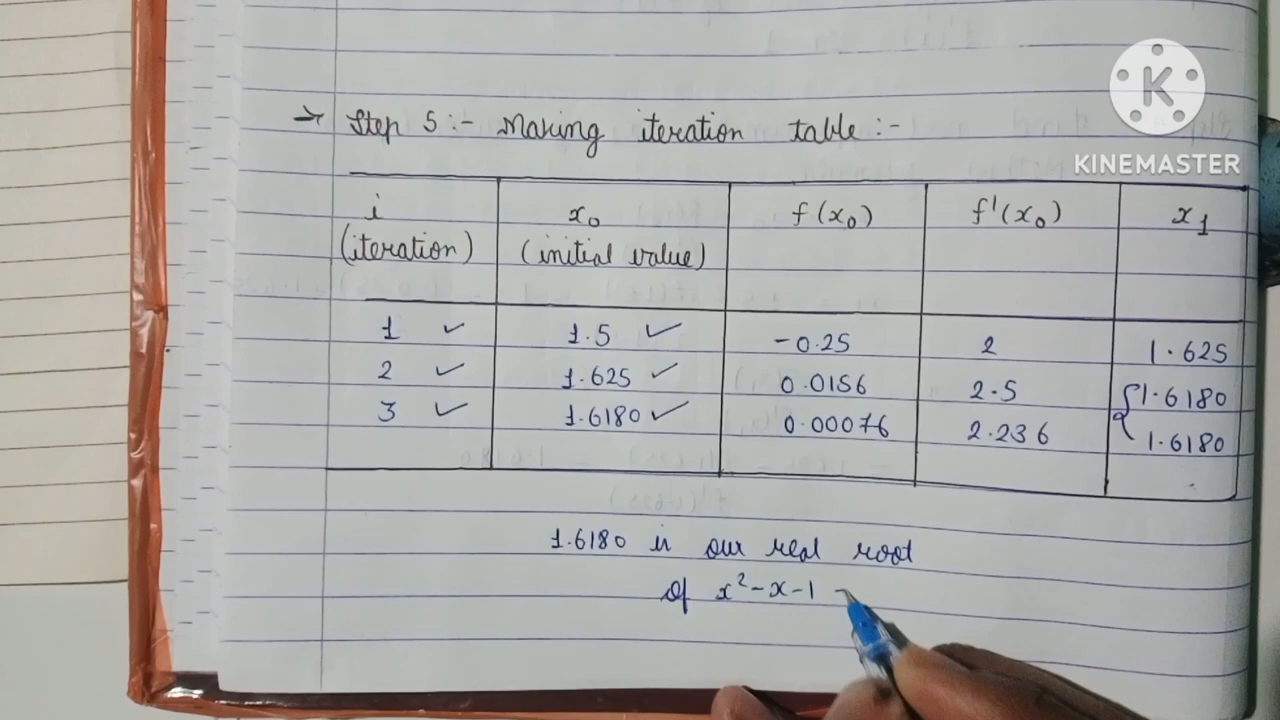 → Step 5:- Making iteration table :-
KINEMASTER
i (iteration) x₀ (initial value) f(x₀) f'(x₀) x₁
1 ✓ 1.5 ✓ -0.25 2 1.625
2 ✓ 1.625 ✓ 0.0156 2.5 1.6180
3 ✓ 1.6180 ✓ 0.00076 2.236 1.6180
1.6180 is our real root
of x²-x-1